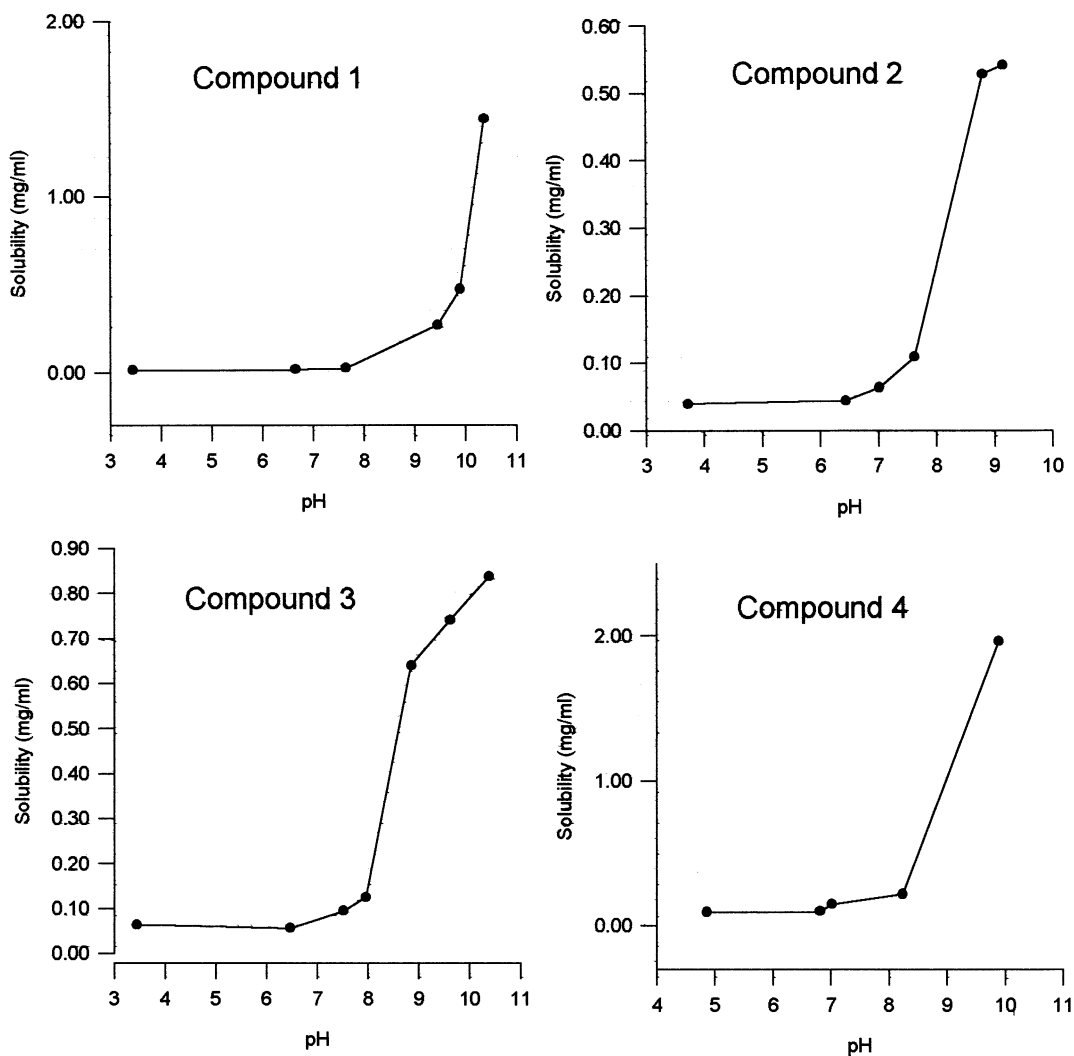 Compound 1
Solubility (mg/ml)
2.00
1.00
0.00
3 4 5 6 7 8 9 10 11
pH
Compound 2
Solubility (mg/ml)
0.60
0.50
0.40
0.30
0.20
0.10
0.00
3 4 5 6 7 8 9 10
pH
Compound 3
Solubility (mg/ml)
0.90
0.80
0.70
0.60
0.50
0.40
0.30
0.20
0.10
0.00
3 4 5 6 7 8 9 10 11
pH
Compound 4
Solubility (mg/ml)
2.00
1.00
0.00
4 5 6 7 8 9 10 11
pH